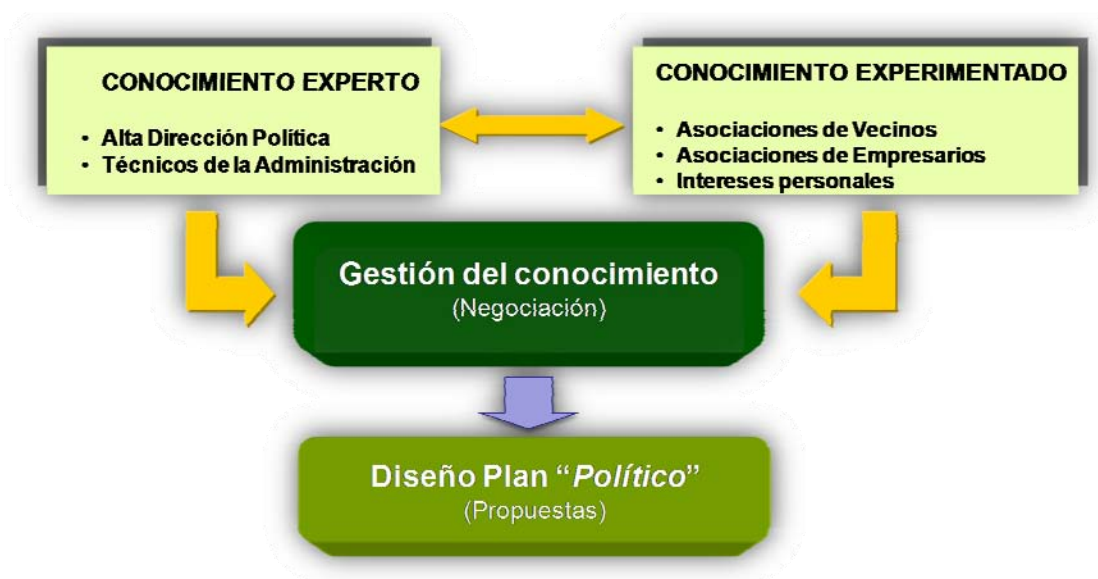 CONOCIMIENTO EXPERTO
• Alta Dirección Política
• Técnicos de la Administración
CONOCIMIENTO EXPERIMENTADO
• Asociaciones de Vecinos
• Asociaciones de Empresarios
• Intereses personales
Gestión del conocimiento
(Negociación)
Diseño Plan “Político”
(Propuestas)